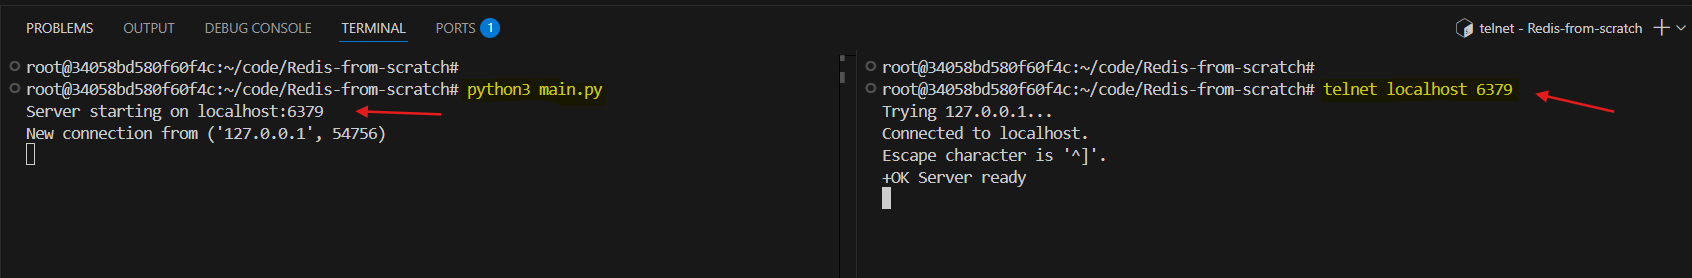 PROBLEMS OUTPUT DEBUG CONSOLE TERMINAL PORTS 1
telnet - Redis-from-scratch
root@34058bd580f60f4c:~/code/Redis-from-scratch#
root@34058bd580f60f4c:~/code/Redis-from-scratch# python3 main.py
Server starting on localhost:6379
New connection from ('127.0.0.1', 54756)
root@34058bd580f60f4c:~/code/Redis-from-scratch#
root@34058bd580f60f4c:~/code/Redis-from-scratch# telnet localhost 6379
Trying 127.0.0.1...
Connected to localhost.
Escape character is '^]'.
+OK Server ready